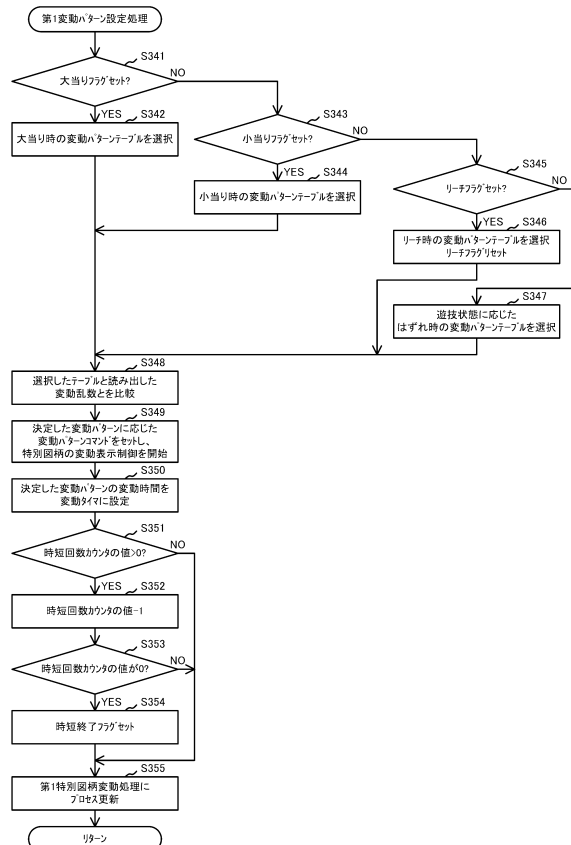 第1変動パターン設定処理
S341
大当りフラグセット?
NO
YES
S342
大当り時の変動パターンテーブルを選択
S343
小当りフラグセット?
NO
YES
S344
小当り時の変動パターンテーブルを選択
S345
リーチフラグセット?
NO
YES
S346
リーチ時の変動パターンテーブルを選択
リーチフラグリセット
S347
遊技状態に応じた
はずれ時の変動パターンテーブルを選択
S348
選択したテーブルと読み出した
変動乱数とを比較
S349
決定した変動パターンに応じた
変動パターンコマンドをセットし、
特別図柄の変動表示制御を開始
S350
決定した変動パターンの変動時間を
変動タイマに設定
S351
時短回数カウンタの値>0?
NO
YES
S352
時短回数カウンタの値-1
S353
時短回数カウンタの値が0?
NO
YES
S354
時短終了フラグセット
S355
第1特別図柄変動処理に
プロセス更新
リターン